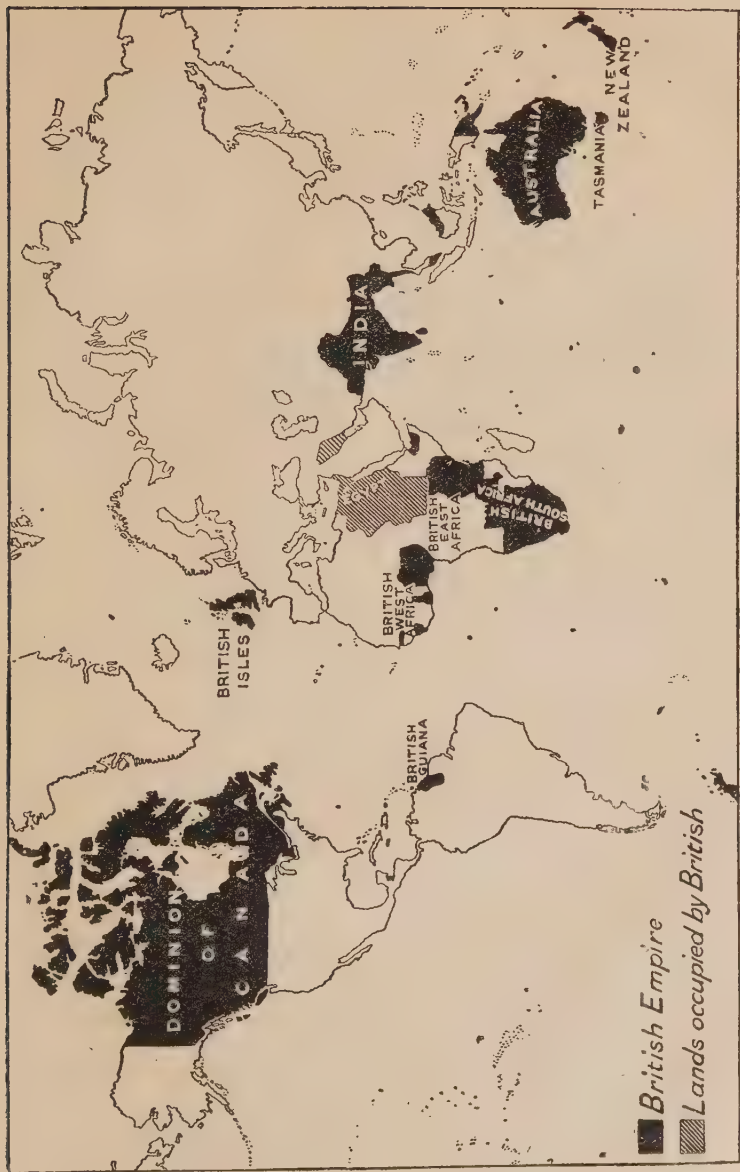 DOMINION
OF
CANADA
BRITISH
ISLES
BRITISH
GUIANA
BRITISH
WEST
AFRICA
EGYPT
BRITISH
EAST
AFRICA
BRITISH
SOUTH AFRICA
INDIA
AUSTRALIA
TASMANIA
NEW
ZEALAND
British Empire
Lands occupied by British